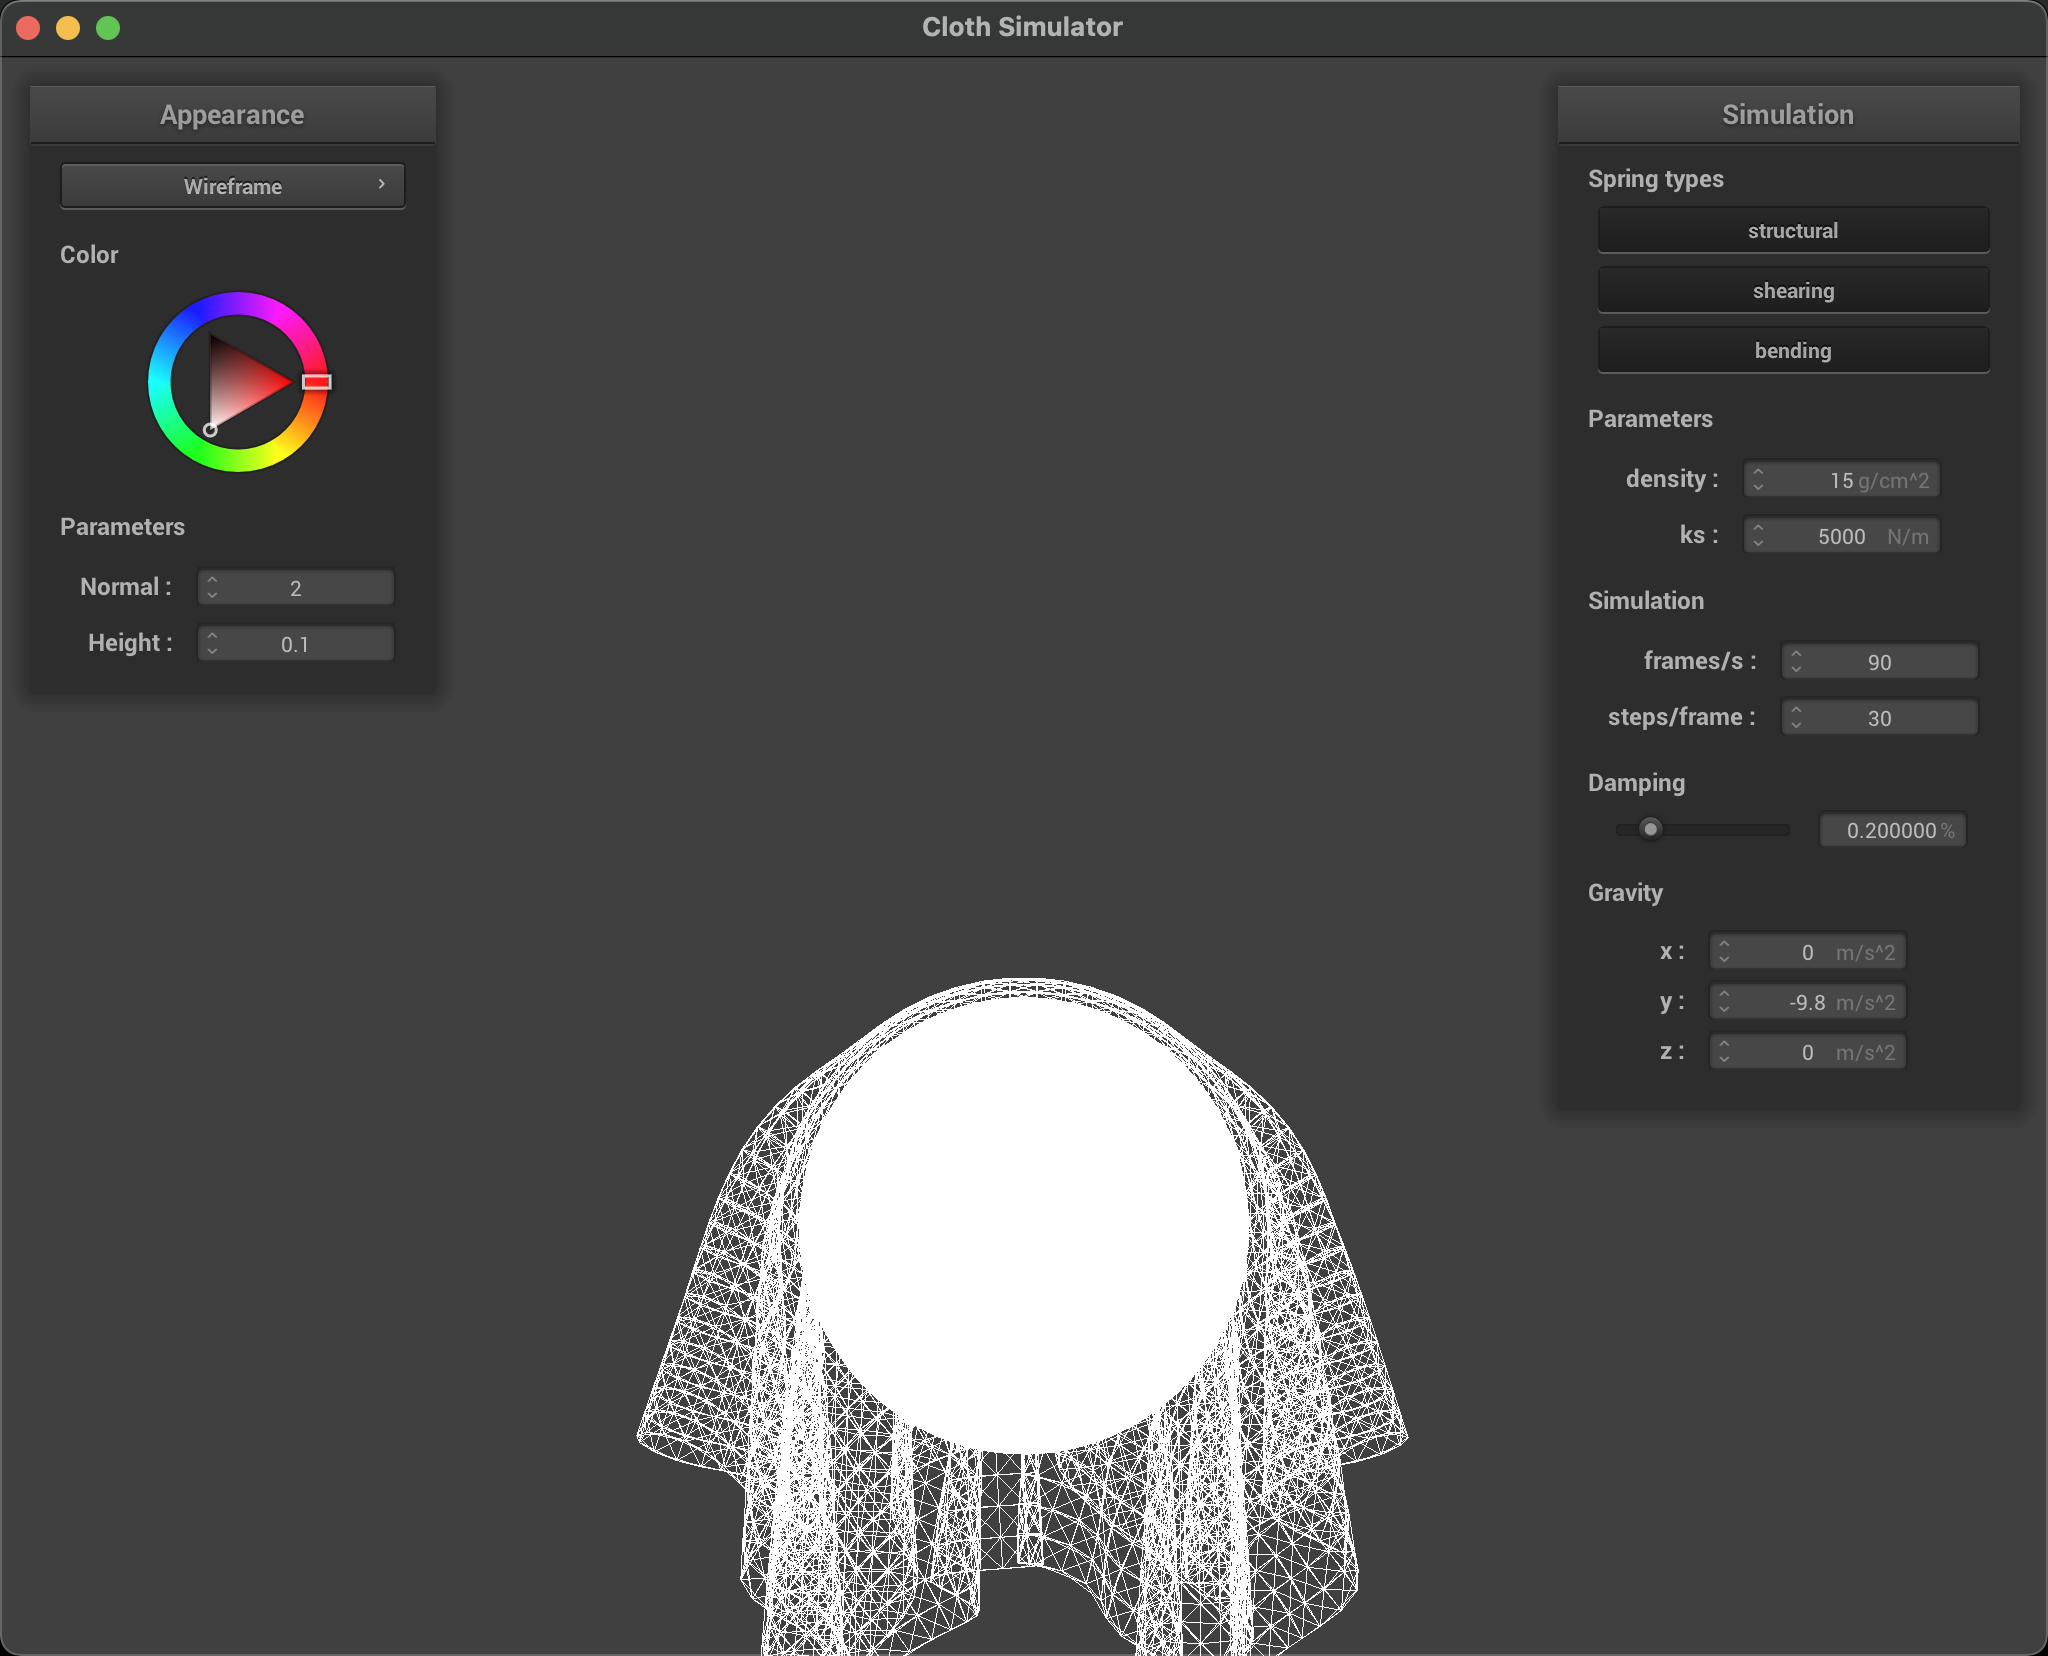 Cloth Simulator
Appearance
Wireframe
Color
Parameters
Normal : 2
Height : 0.1
Simulation
Spring types
structural
shearing
bending
Parameters
density : 15 g/cm^2
ks : 5000 N/m
Simulation
frames/s : 90
steps/frame : 30
Damping
0.200000 %
Gravity
x : 0 m/s^2
y : -9.8 m/s^2
z : 0 m/s^2